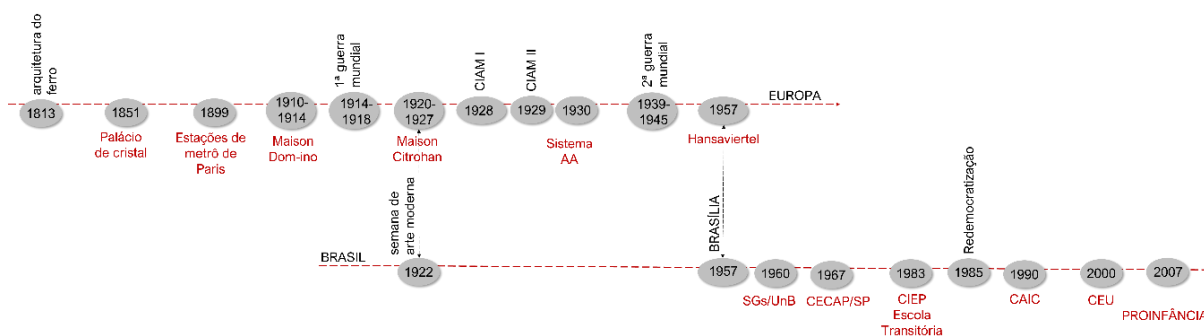 arquitetura do
ferro
1ª guerra
mundial
CIAM I
CIAM II
2ª guerra
mundial
EUROPA
1813
1851
1899
1910-
1914
1914-
1918
1920-
1927
1928
1929
1930
1939-
1945
1957
Palácio
de cristal
Estações de
metrô de
Paris
Maison
Dom-ino
Maison
Citrohan
Sistema
AA
Hansaviertel
BRASIL
semana de
arte moderna
BRASÍLIA
Redemocratização
1922
1957
1960
1967
1983
1985
1990
2000
2007
SGs/UnB
CECAP/SP
CIEP
Escola
Transitória
CAIC
CEU
PROINFÂNCIA